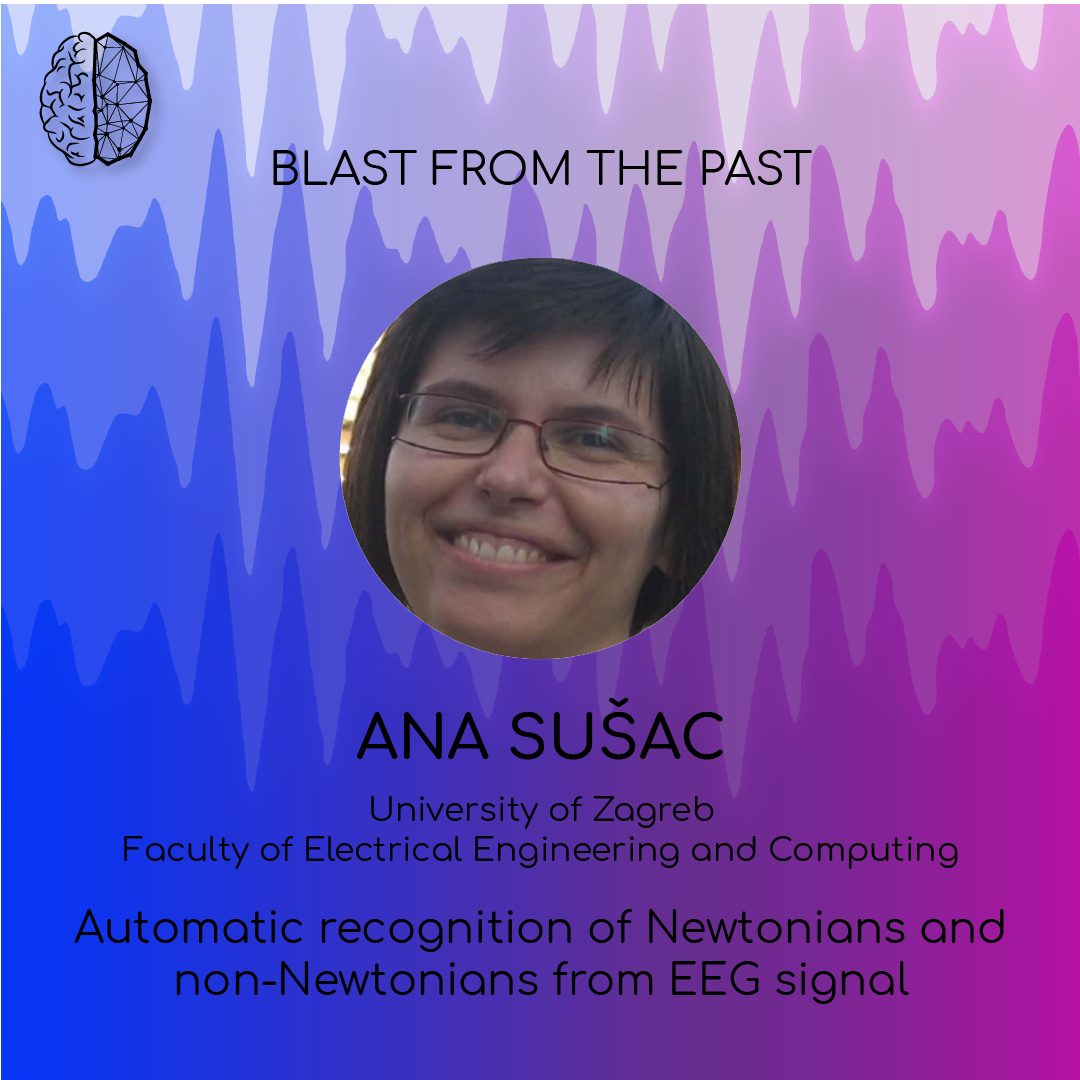 BLAST FROM THE PAST
ANA SUŠAC
University of Zagreb
Faculty of Electrical Engineering and Computing
Automatic recognition of Newtonians and
non-Newtonians from EEG signal